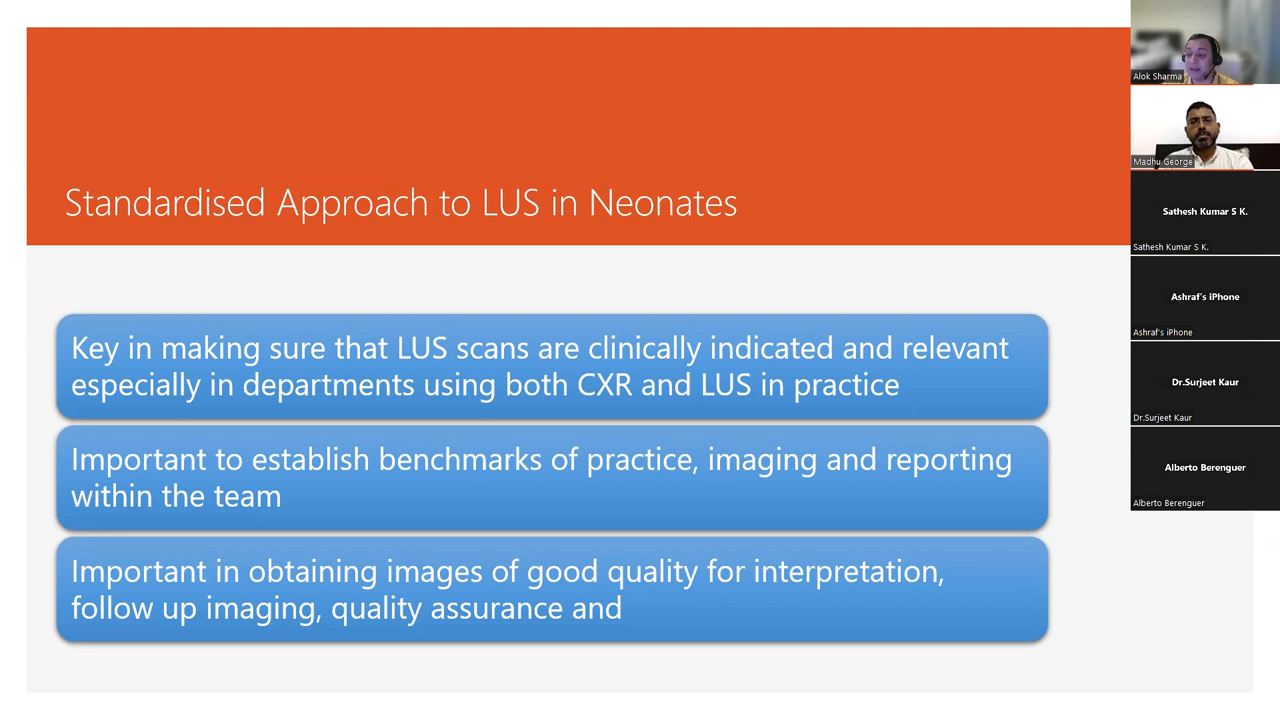 Standardised Approach to LUS in Neonates
Key in making sure that LUS scans are clinically indicated and relevant
especially in departments using both CXR and LUS in practice
Important to establish benchmarks of practice, imaging and reporting
within the team
Important in obtaining images of good quality for interpretation,
follow up imaging, quality assurance and
Alok Sharma
Madhu George
Sathesh Kumar S K.
Sathesh Kumar S K.
Ashraf's iPhone
Ashraf's iPhone
Dr.Surjeet Kaur
Dr.Surjeet Kaur
Alberto Berenguer
Alberto Berenguer